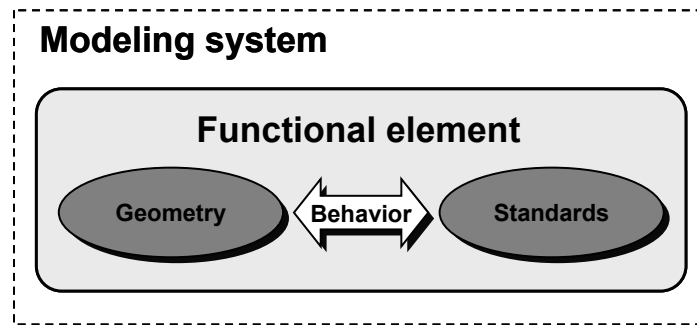 Modeling system
Functional element
Geometry
Behavior
Standards